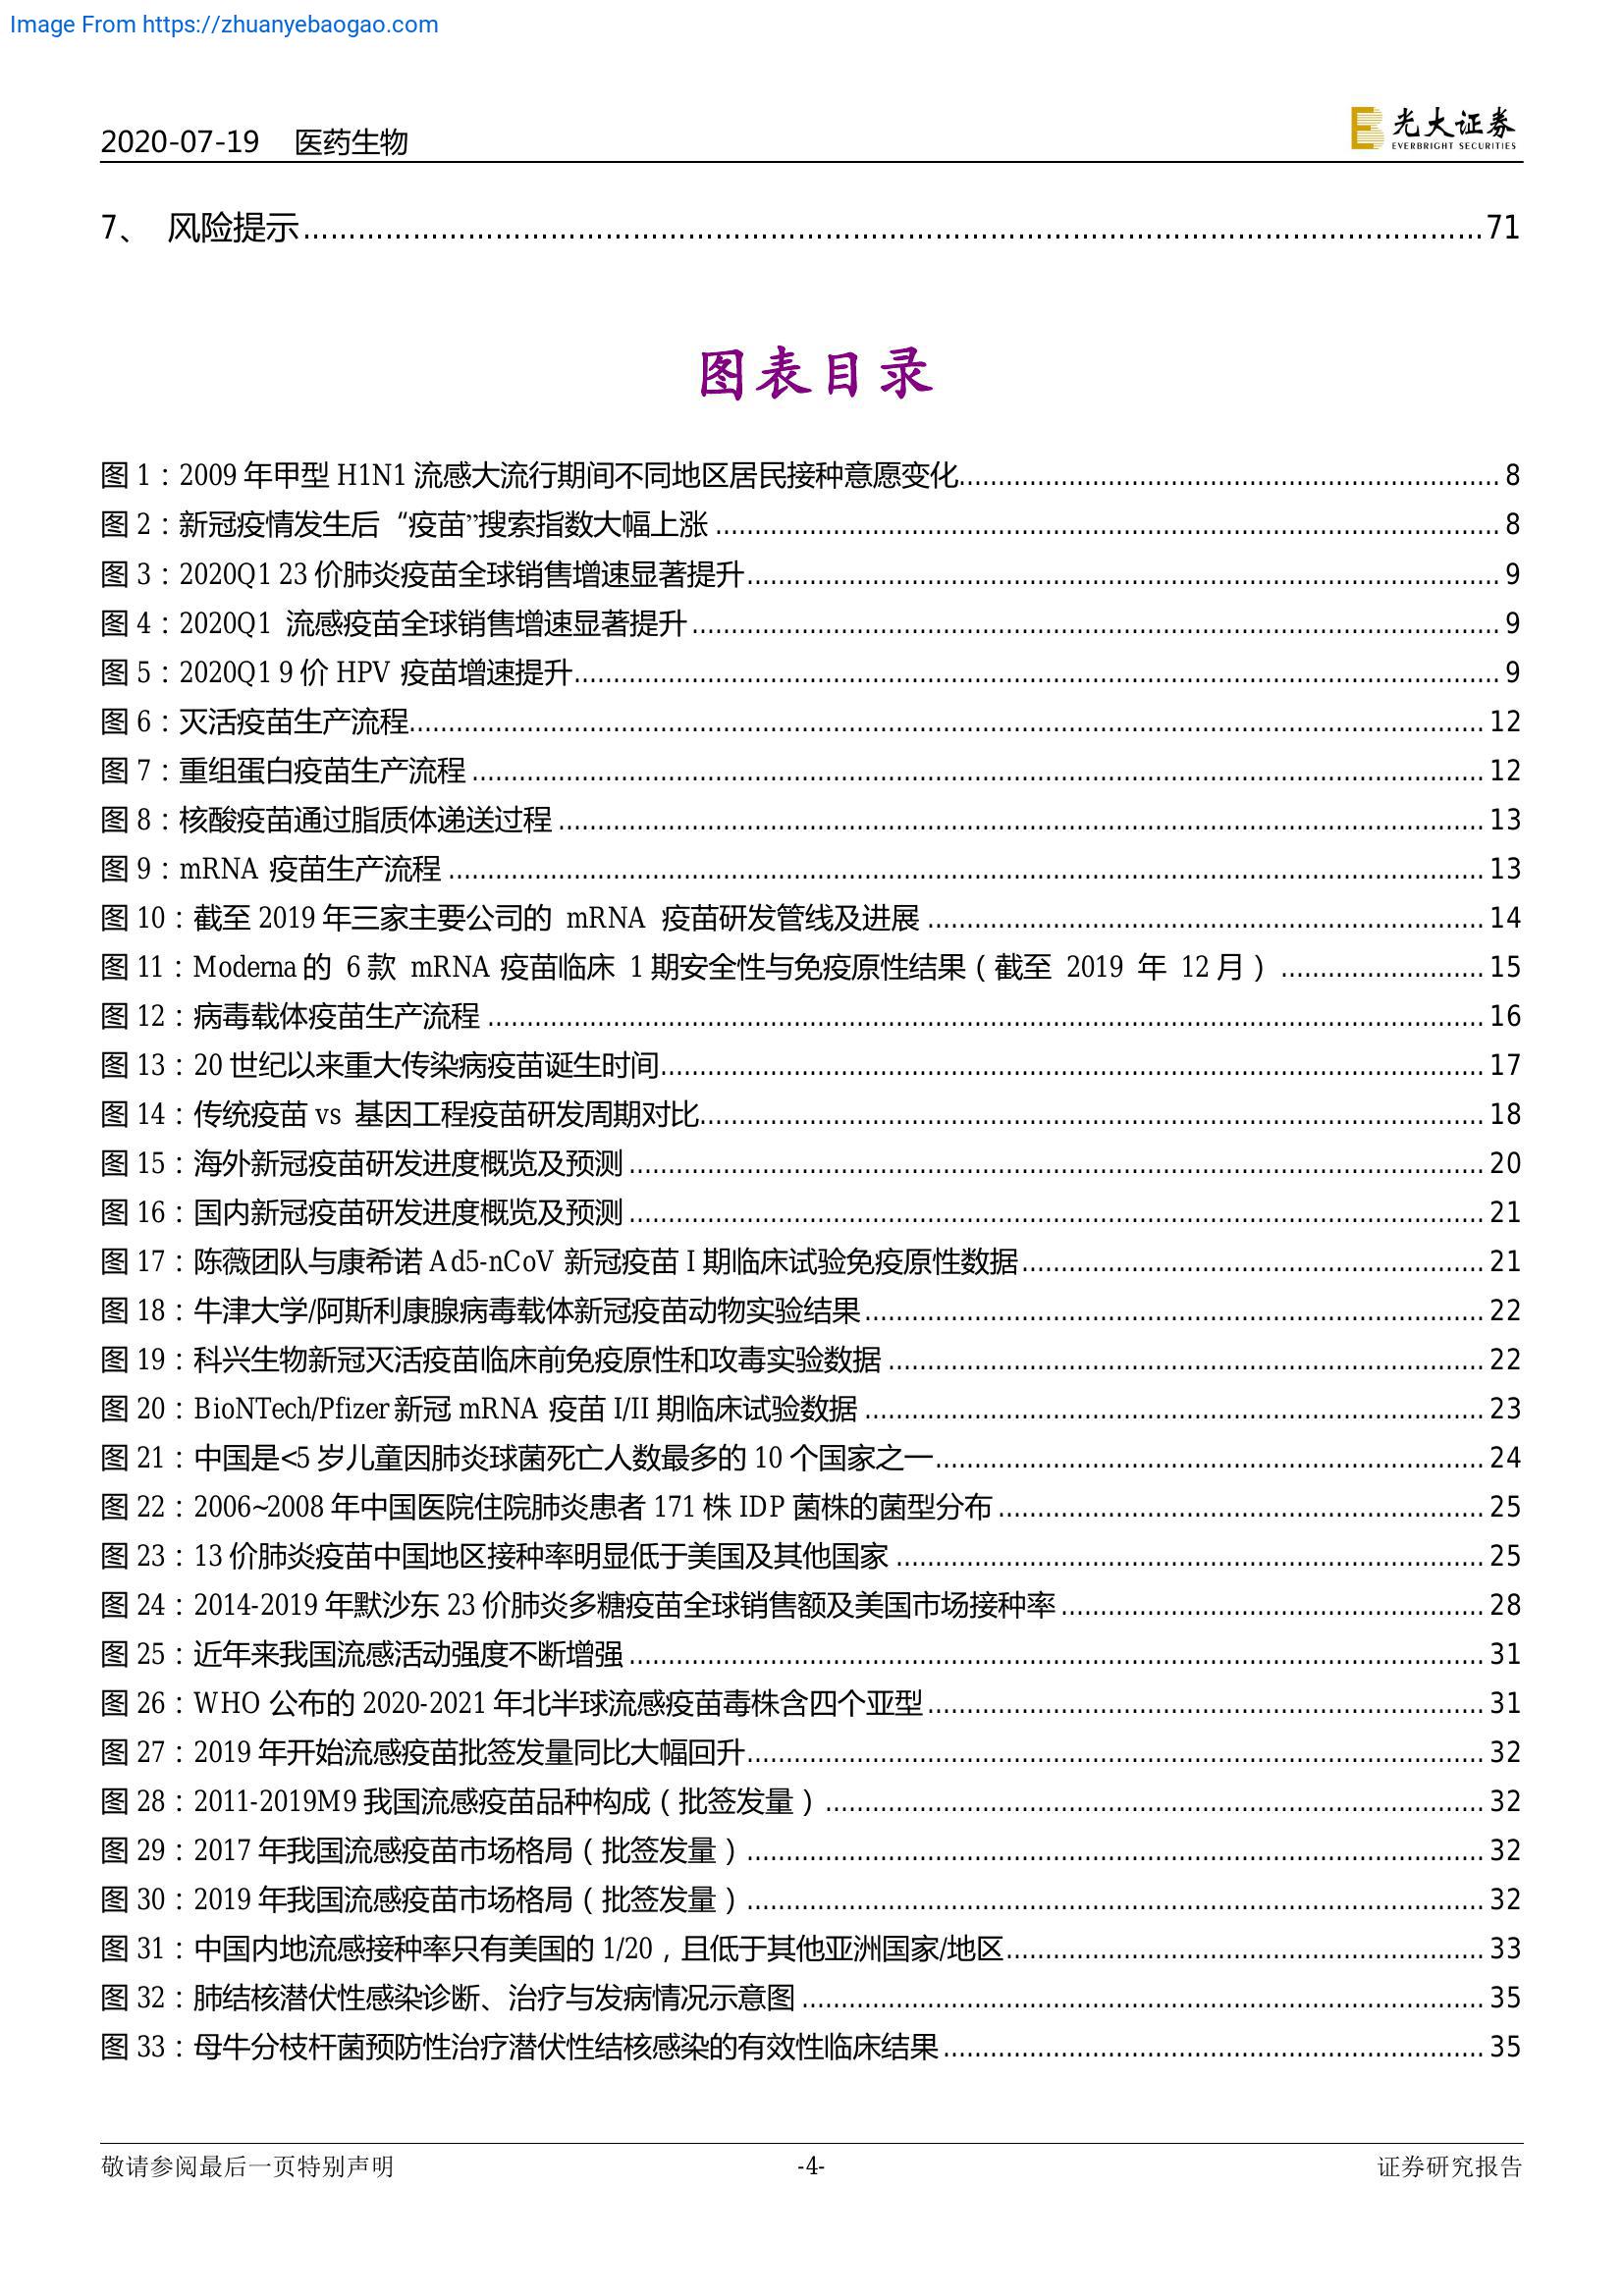 Image From https://zhuanyebaogao.com
2020-07-19 医药生物
光大证券
EVERBRIGHT SECURITIES
7、 风险提示 71
图表目录
图 1：2009 年甲型 H1N1 流感大流行期间不同地区居民接种意愿变化 8
图 2：新冠疫情发生后“疫苗”搜索指数大幅上涨 8
图 3：2020Q1 23 价肺炎疫苗全球销售增速显著提升 9
图 4：2020Q1 流感疫苗全球销售增速显著提升 9
图 5：2020Q1 9 价 HPV 疫苗增速提升 9
图 6：灭活疫苗生产流程 12
图 7：重组蛋白疫苗生产流程 12
图 8：核酸疫苗通过脂质体递送过程 13
图 9：mRNA 疫苗生产流程 13
图 10：截至 2019 年三家主要公司的 mRNA 疫苗研发管线及进展 14
图 11：Moderna 的 6 款 mRNA 疫苗临床 1 期安全性与免疫原性结果（截至 2019 年 12 月） 15
图 12：病毒载体疫苗生产流程 16
图 13：20 世纪以来重大传染病疫苗诞生时间 17
图 14：传统疫苗 vs 基因工程疫苗研发周期对比 18
图 15：海外新冠疫苗研发进度概览及预测 20
图 16：国内新冠疫苗研发进度概览及预测 21
图 17：陈薇团队与康希诺 Ad5-nCoV 新冠疫苗 I 期临床试验免疫原性数据 21
图 18：牛津大学/阿斯利康腺病毒载体新冠疫苗动物实验结果 22
图 19：科兴生物新冠灭活疫苗临床前免疫原性和攻毒实验数据 22
图 20：BioNTech/Pfizer 新冠 mRNA 疫苗 I/II 期临床试验数据 23
图 21：中国是<5 岁儿童因肺炎球菌死亡人数最多的 10 个国家之一 24
图 22：2006~2008 年中国医院住院肺炎患者 171 株 IDP 菌株的菌型分布 25
图 23：13 价肺炎疫苗中国地区接种率明显低于美国及其他国家 25
图 24：2014-2019 年默沙东 23 价肺炎多糖疫苗全球销售额及美国市场接种率 28
图 25：近年来我国流感活动强度不断增强 31
图 26：WHO 公布的 2020-2021 年北半球流感疫苗毒株含四个亚型 31
图 27：2019 年开始流感疫苗批签发量同比大幅回升 32
图 28：2011-2019M9 我国流感疫苗品种构成（批签发量） 32
图 29：2017 年我国流感疫苗市场格局（批签发量） 32
图 30：2019 年我国流感疫苗市场格局（批签发量） 32
图 31：中国内地流感接种率只有美国的 1/20，且低于其他亚洲国家/地区 33
图 32：肺结核潜伏性感染诊断、治疗与发病情况示意图 35
图 33：母牛分枝杆菌预防性治疗潜伏性结核感染的有效性临床结果 35
敬请参阅最后一页特别声明 -4- 证券研究报告